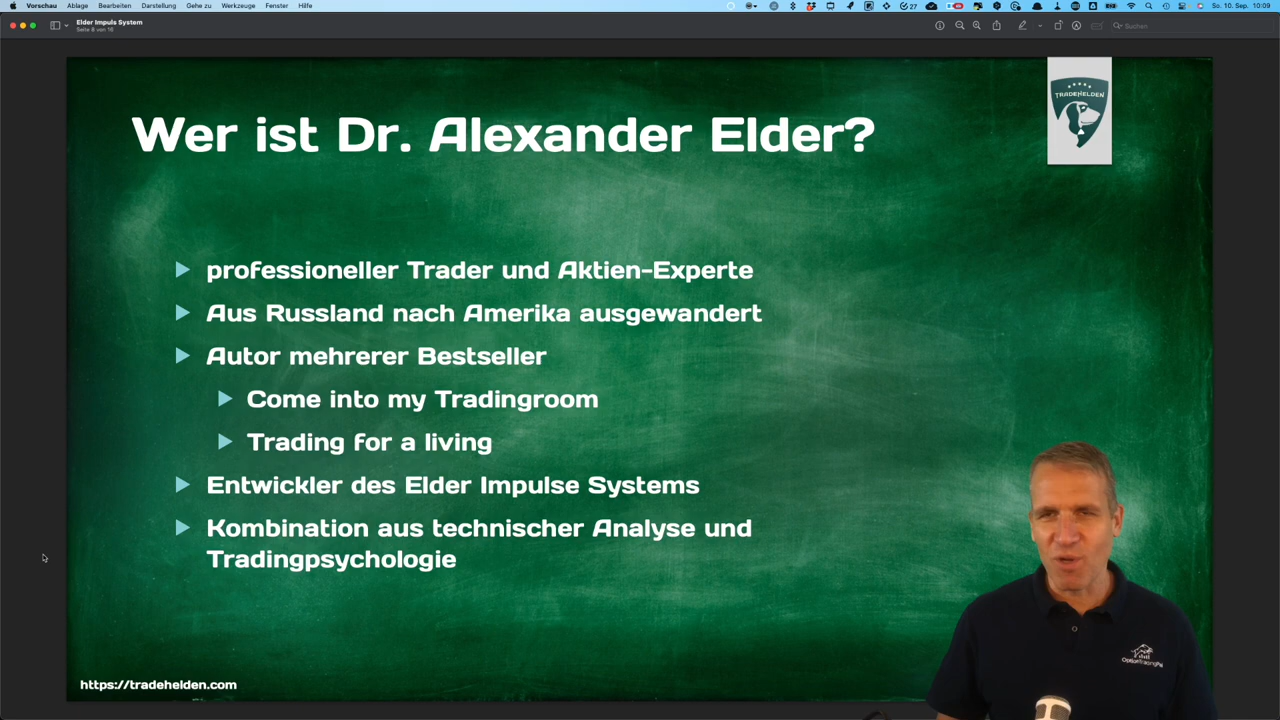 Vorschau Ablage Bearbeiten Darstellung Gehe zu Werkzeuge Fenster Hilfe
27
So. 10. Sep. 10:09
Elder Impuls System
Seite 8 von 16
Suchen
TRADEHELDEN
Wer ist Dr. Alexander Elder?
professioneller Trader und Aktien-Experte
Aus Russland nach Amerika ausgewandert
Autor mehrerer Bestseller
Come into my Tradingroom
Trading for a living
Entwickler des Elder Impulse Systems
Kombination aus technischer Analyse und
Tradingpsychologie
https://tradehelden.com